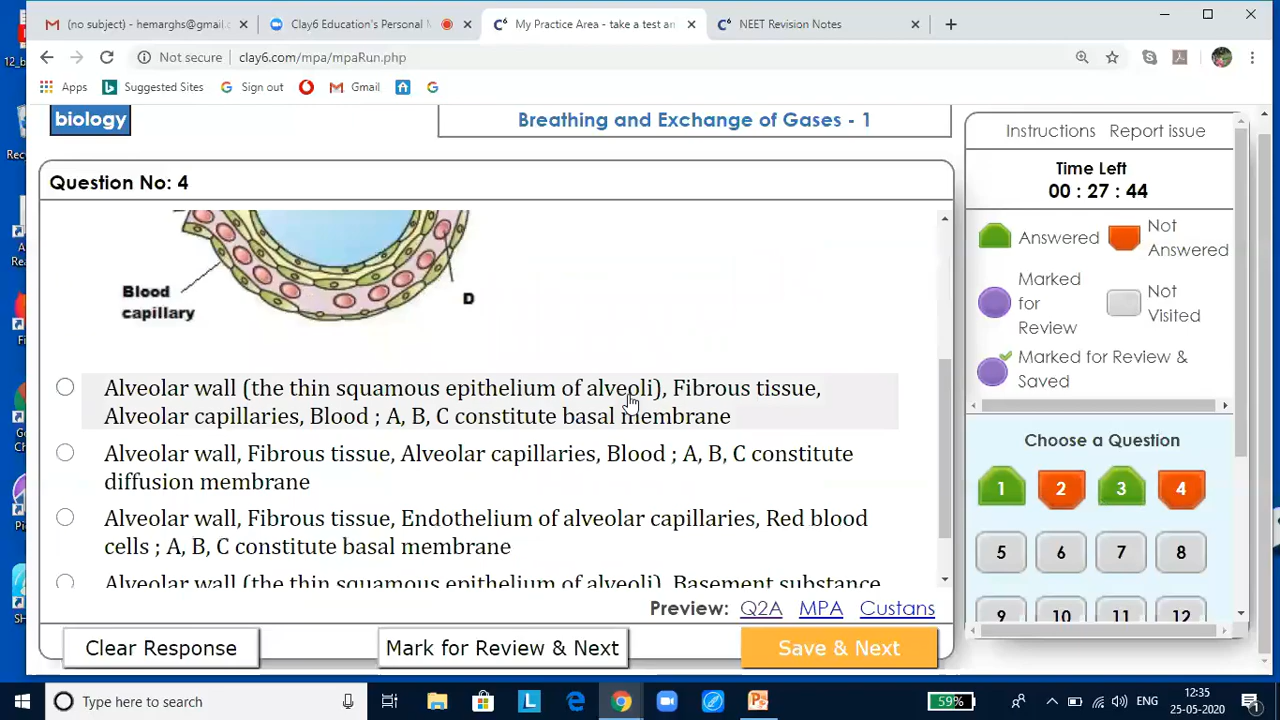 (no subject) - hemarghs@gmail.c
Clay6 Education's Personal M
My Practice Area - take a test an
NEET Revision Notes
Not secure
clay6.com/mpa/mpaRun.php
Apps
Suggested Sites
Sign out
Gmail
biology
Breathing and Exchange of Gases - 1
Instructions
Report issue
Question No: 4
Time Left
00 : 27 : 44
Answered
Not Answered
Marked for Review
Not Visited
Marked for Review & Saved
Blood
capillary
D
Alveolar wall (the thin squamous epithelium of alveoli), Fibrous tissue,
Alveolar capillaries, Blood ; A, B, C constitute basal membrane
Alveolar wall, Fibrous tissue, Alveolar capillaries, Blood ; A, B, C constitute
diffusion membrane
Alveolar wall, Fibrous tissue, Endothelium of alveolar capillaries, Red blood
cells ; A, B, C constitute basal membrane
Alveolar wall (the thin squamous epithelium of alveoli), Basement substance
Choose a Question
1 2 3 4
5 6 7 8
9 10 11 12
Preview: Q2A MPA Custans
Clear Response
Mark for Review & Next
Save & Next
Type here to search
59%
ENG
12:35
25-05-2020